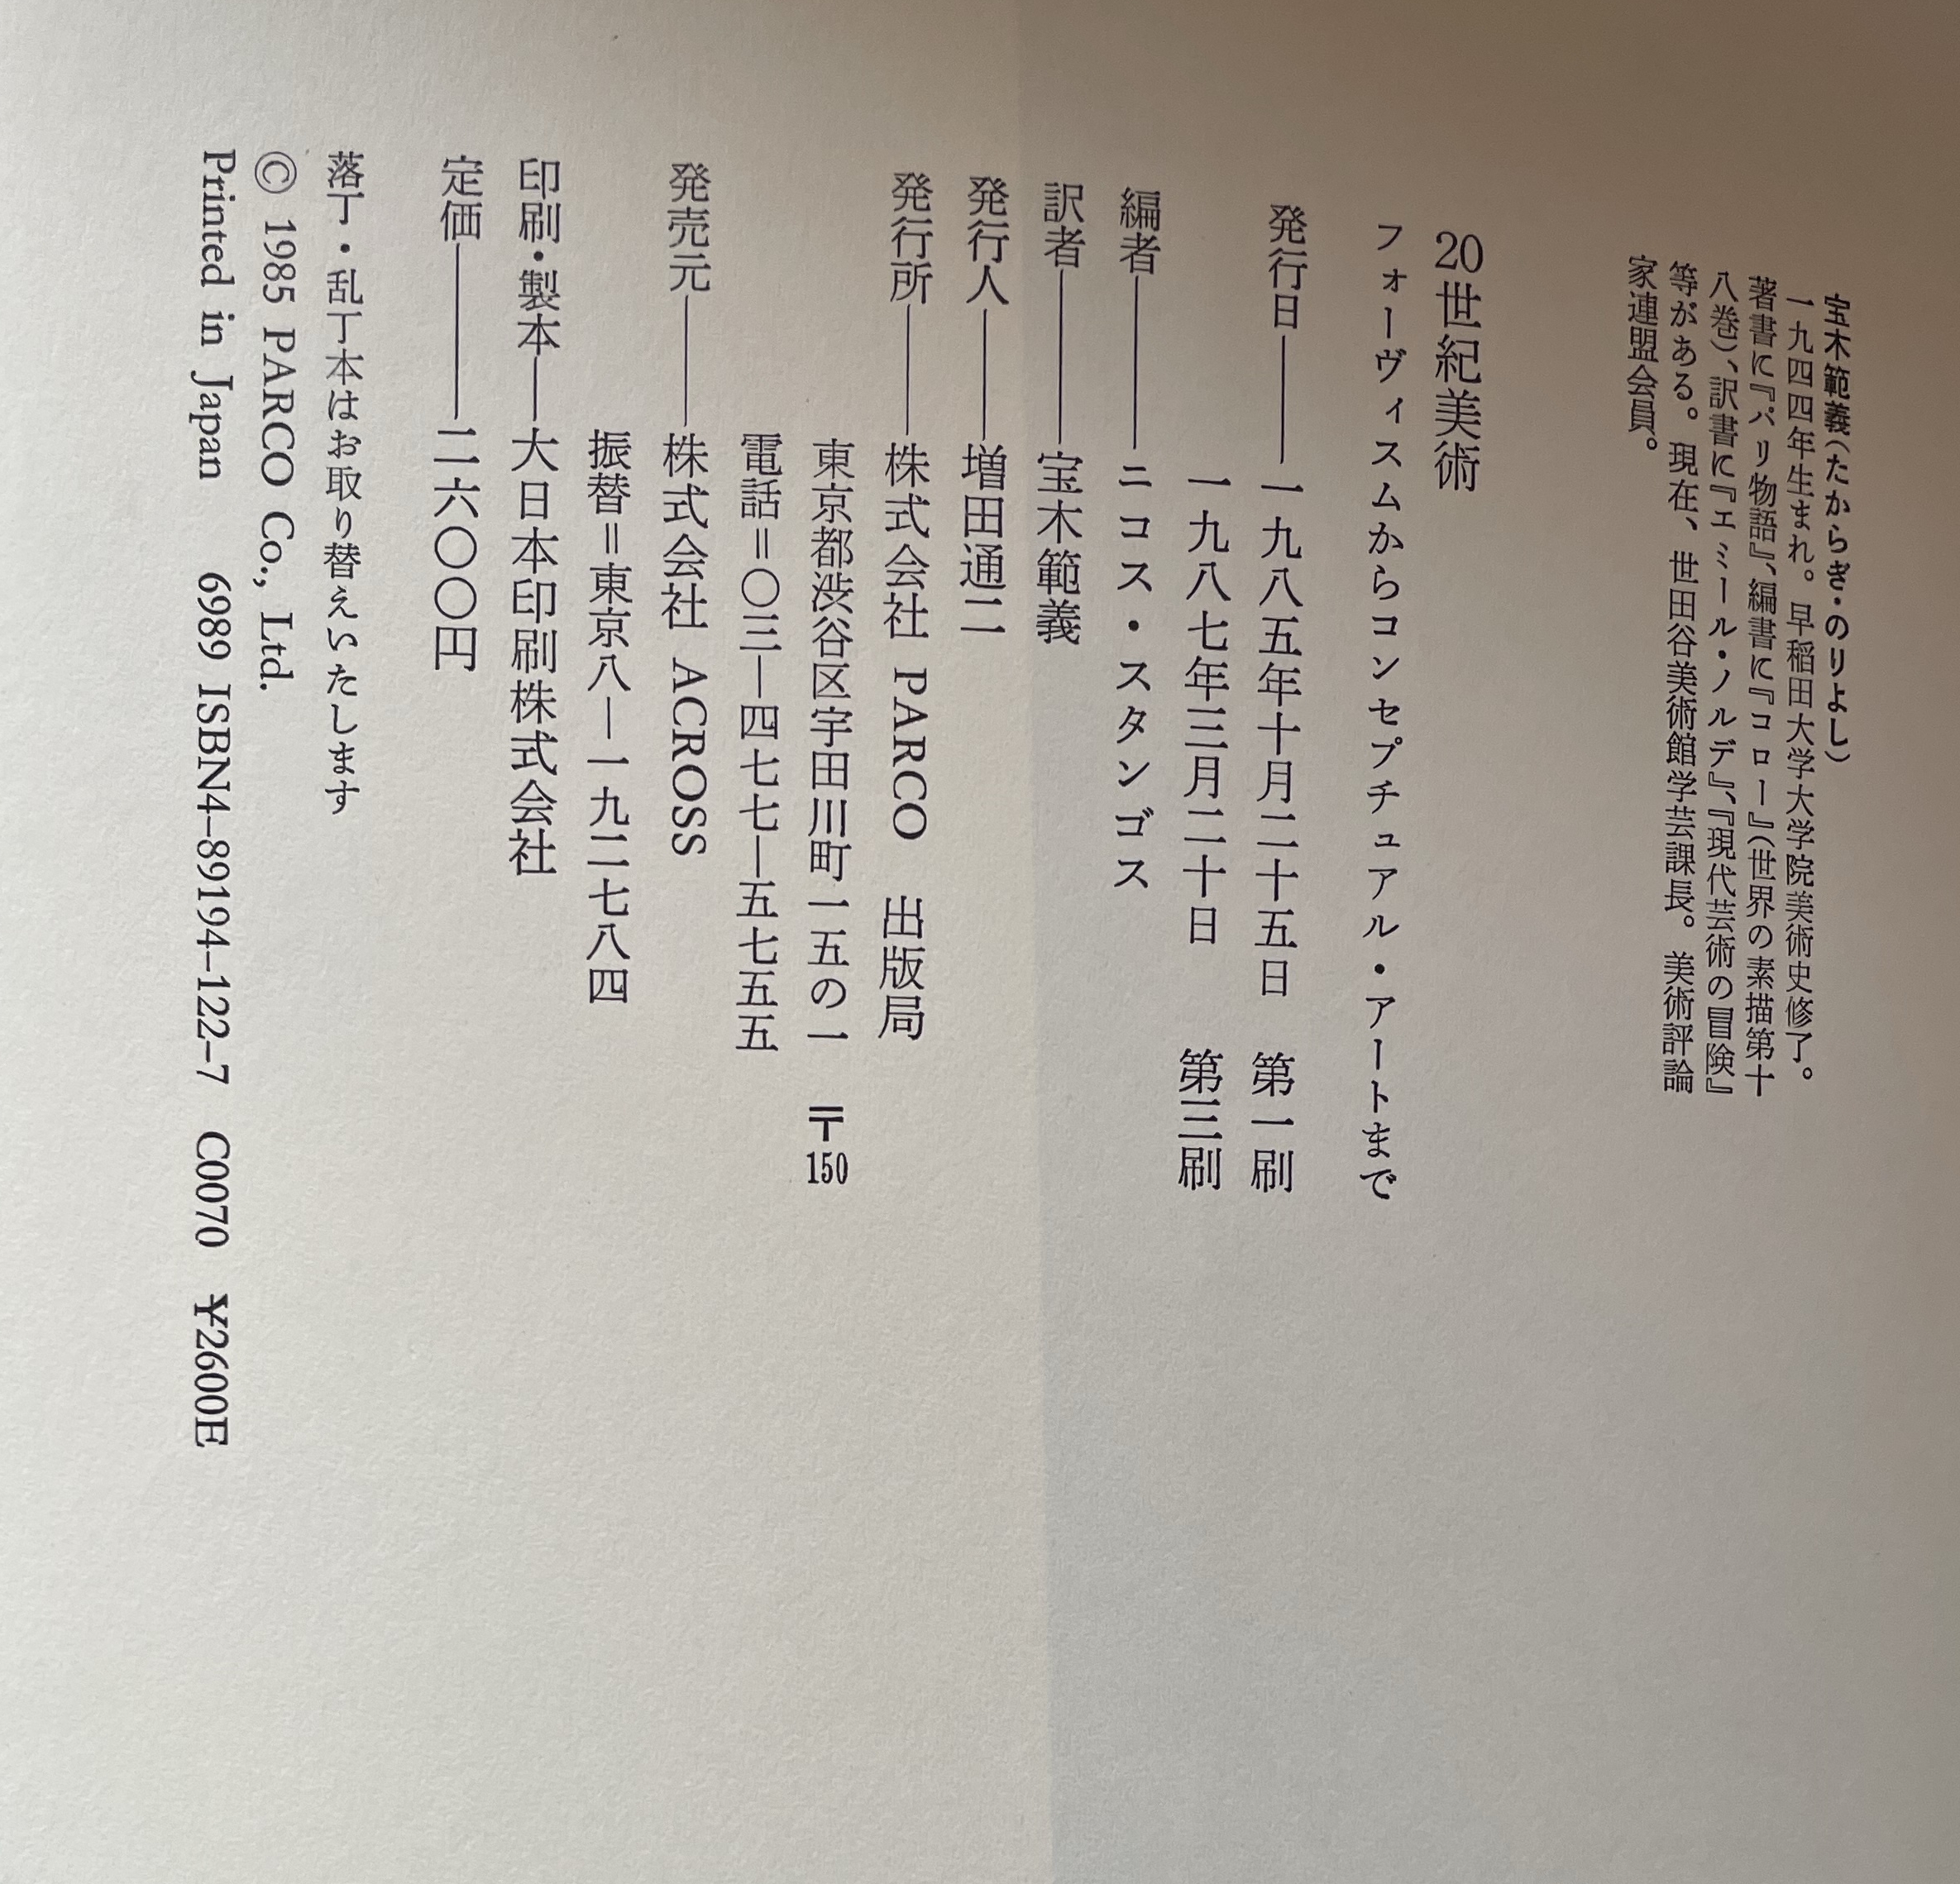 宝木範義(たからぎ・のりよし)
一九四四年生まれ。早稲田大学大学院美術史修了。
著書に『パリ物語』、編書に『コロー』(世界の素描第十
八巻)、訳書に『エミール・ノルデ』、『現代芸術の冒険』
等がある。現在、世田谷美術館学芸課長。美術評論
家連盟会員。
20世紀美術
フォーヴィスムからコンセプチュアル・アートまで
発行日――一九八五年十月二十五日 第一刷
一九八七年三月二十日 第三刷
編者――ニコス・スタンゴス
訳者――宝木範義
発行人――増田通二
発行所――株式会社 PARCO 出版局
東京都渋谷区宇田川町一五の一 〒150
電話=〇三―四七七―五七五五
発売元――株式会社 ACROSS
振替=東京八―一九二七八四
印刷・製本――大日本印刷株式会社
定価――二六〇〇円
落丁・乱丁本はお取り替えいたします
© 1985 PARCO Co., Ltd.
Printed in Japan 6989 ISBN4-89194-122-7 C0070 ¥2600E